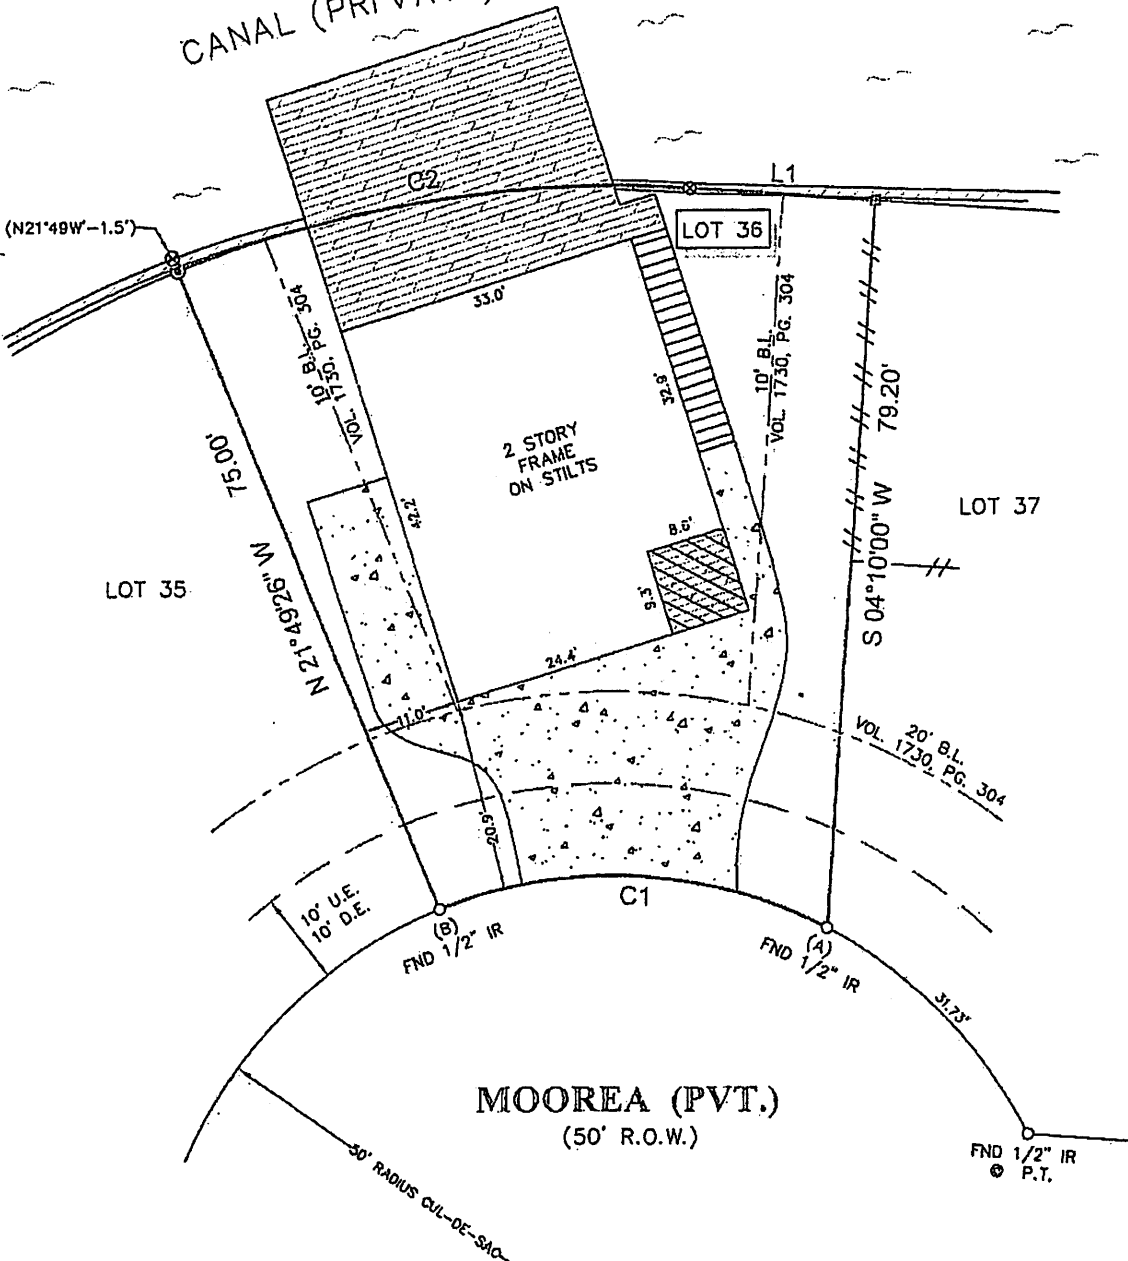 CANAL (PRIVATE)
C2
L1
(N21°49'W-1.5')
LOT 36
33.0'
10' B.L.
VOL. 1730, PG. 304
10' B.L.
VOL. 1730, PG. 304
32.9'
75.00'
N 21°49'26" W
79.20'
S 04°10'00" W
2 STORY
FRAME
ON STILTS
42.2'
8.6'
9.3'
LOT 37
LOT 35
24.4'
11.0'
20' B.L.
VOL. 1730, PG. 304
20.9'
10' U.E.
10' D.E.
C1
(B)
FND 1/2" IR
(A)
FND 1/2" IR
31.73'
MOOREA (PVT.)
(50' R.O.W.)
FND 1/2" IR
@ P.T.
50' RADIUS CUL-DE-SAC